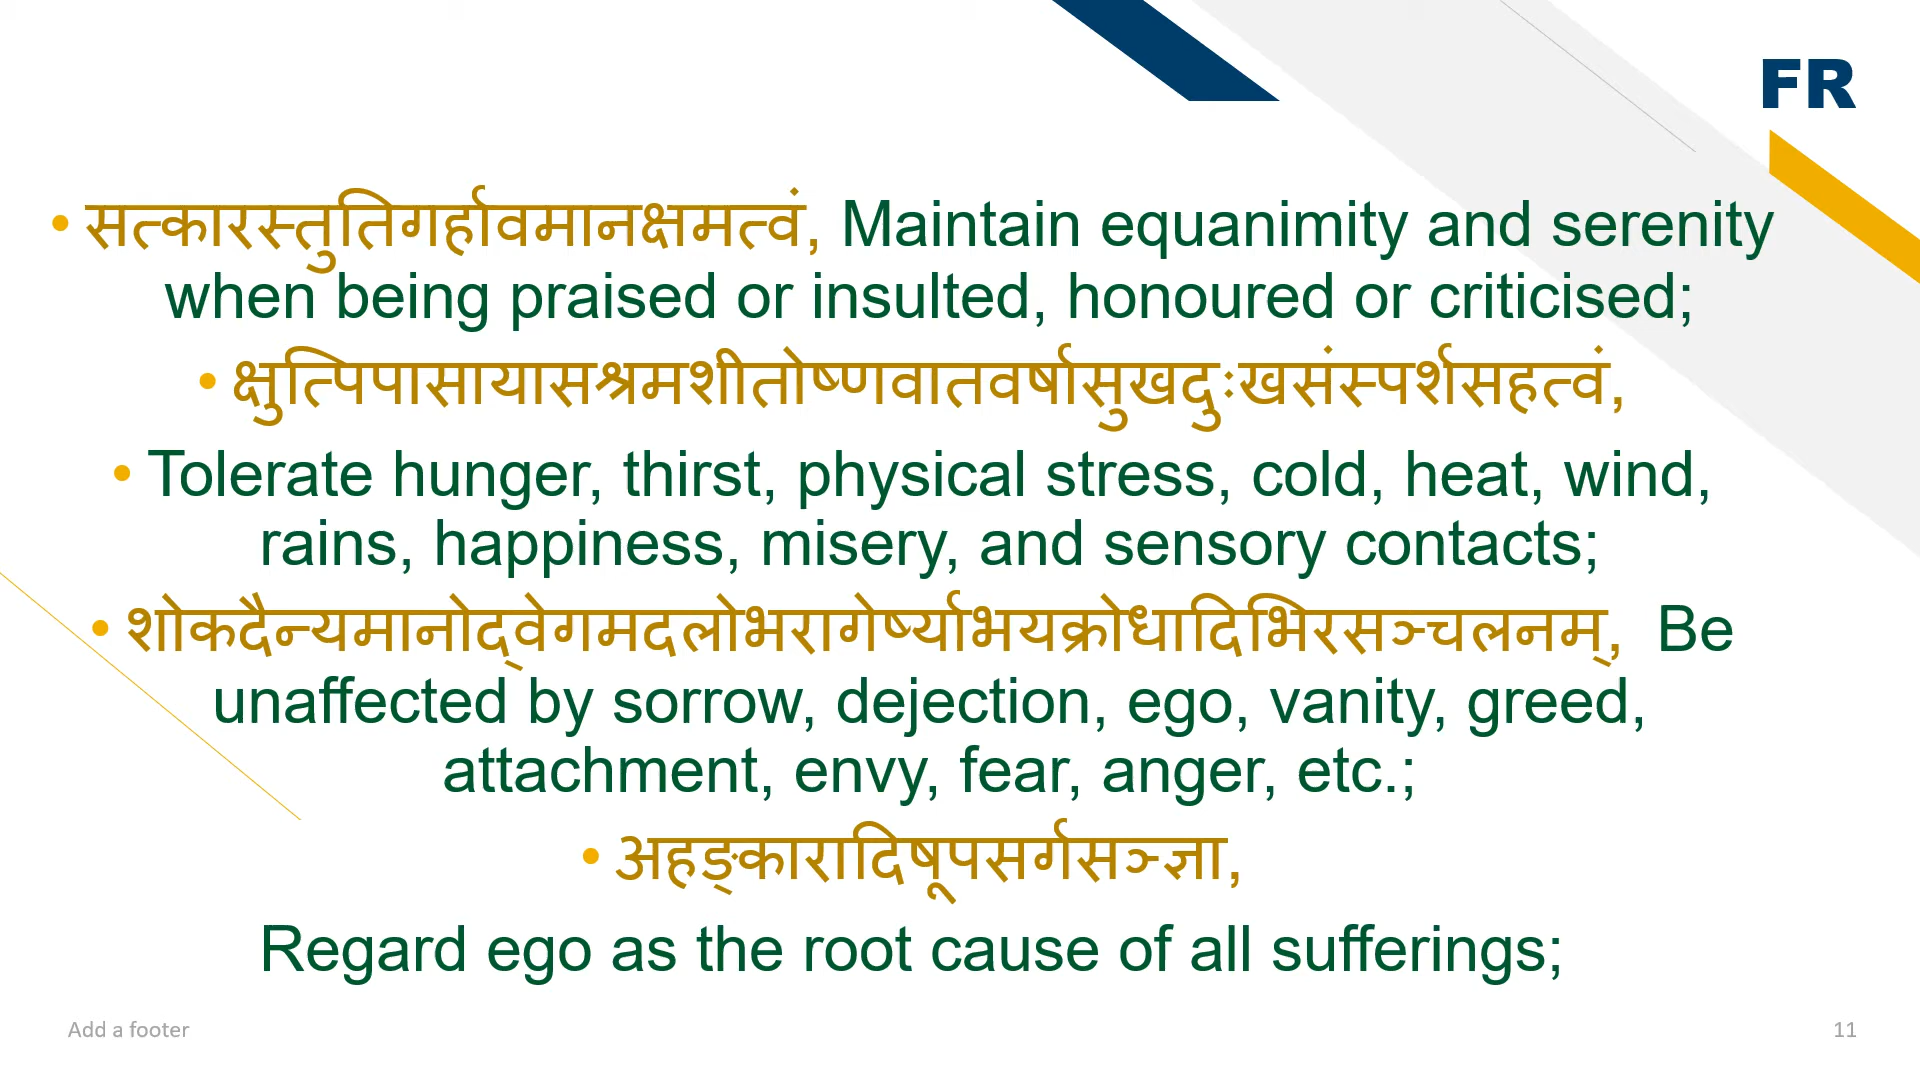 FR
• सत्कारस्तुतिगर्हावमानक्षमत्वं, Maintain equanimity and serenity
when being praised or insulted, honoured or criticised;
• क्षुत्पिपासायासश्रमशीतोष्णवातवर्षासुखदुःखसंस्पर्शसहत्वं,
• Tolerate hunger, thirst, physical stress, cold, heat, wind,
rains, happiness, misery, and sensory contacts;
• शोकदैन्यमानोद्वेगमदलोभरागेर्ष्याभयक्रोधादिभिरसञ्चलनम्, Be
unaffected by sorrow, dejection, ego, vanity, greed,
attachment, envy, fear, anger, etc.;
• अहङ्कारादिषूपसर्गसञ्ज्ञा,
Regard ego as the root cause of all sufferings;
Add a footer
11